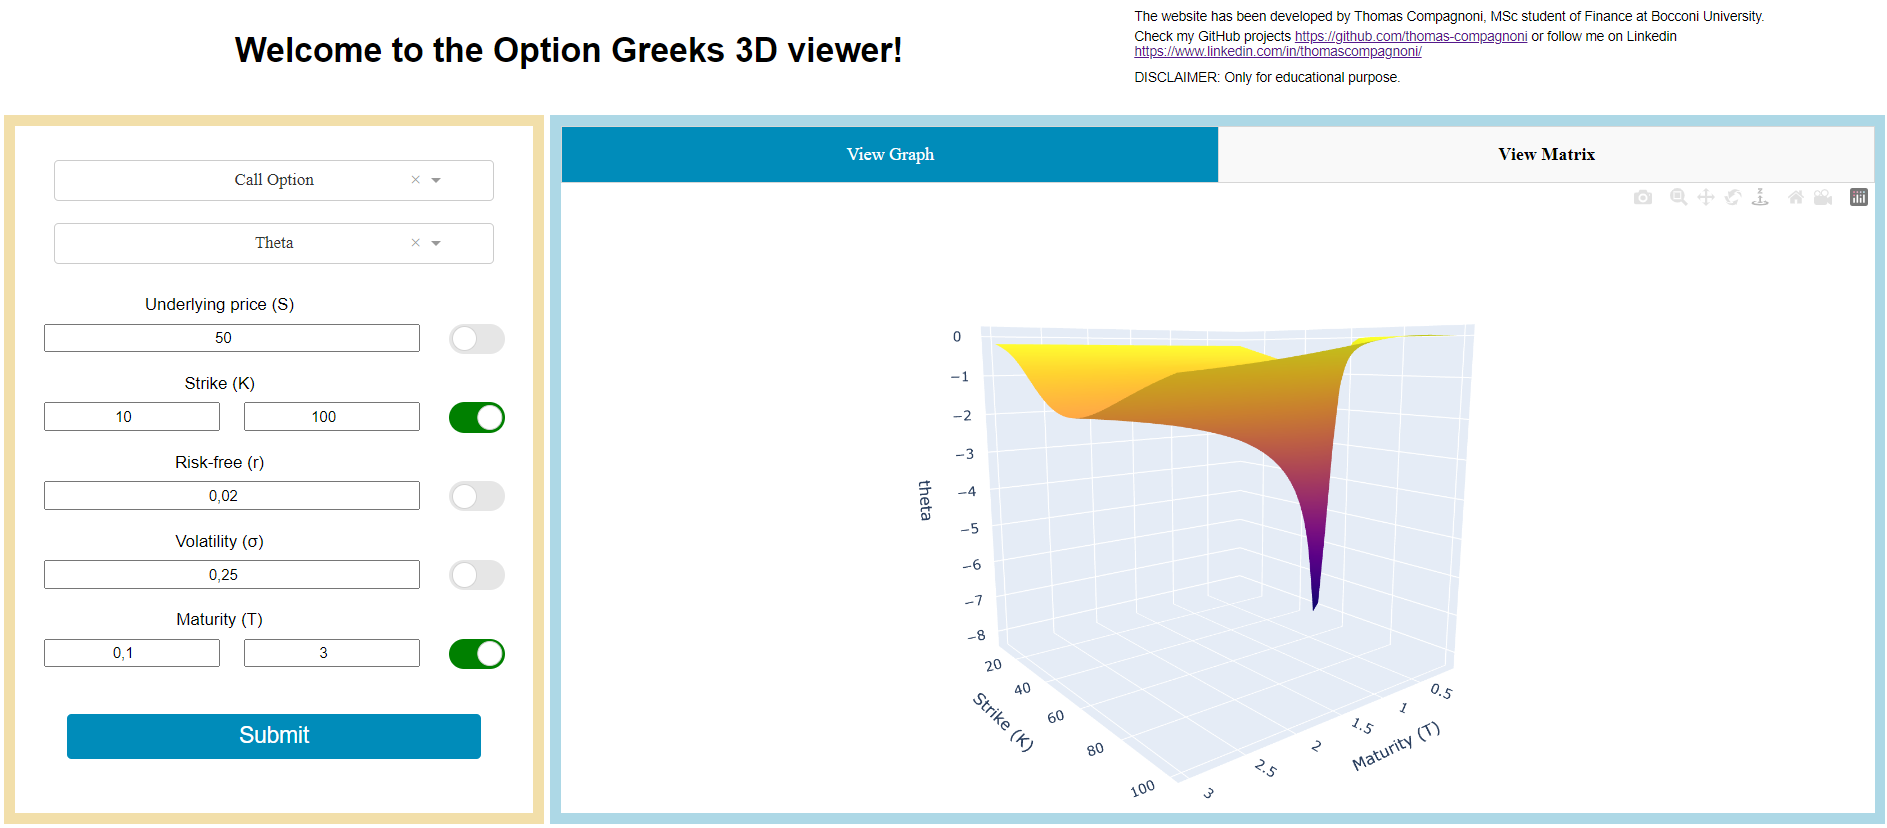 Welcome to the Option Greeks 3D viewer!
The website has been developed by Thomas Compagnoni, MSc student of Finance at Bocconi University.
Check my GitHub projects https://github.com/thomas-compagnoni or follow me on Linkedin
https://www.linkedin.com/in/thomascompagnoni/
DISCLAIMER: Only for educational purpose.
Call Option
Theta
Underlying price (S)
50
Strike (K)
10 100
Risk-free (r)
0,02
Volatility (σ)
0,25
Maturity (T)
0,1 3
Submit
View Graph View Matrix
0
−1
−2
−3
−4
−5
−6
−7
−8
theta
20
40
60
80
100
Strike (K)
0.5
1
1.5
2
2.5
3
Maturity (T)